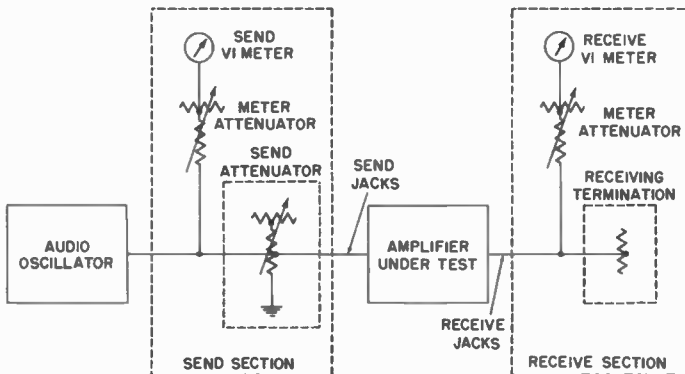 SEND
VI METER
METER
ATTENUATOR
SEND
ATTENUATOR
AUDIO
OSCILLATOR
SEND
JACKS
AMPLIFIER
UNDER TEST
RECEIVE
JACKS
RECEIVE
VI METER
METER
ATTENUATOR
RECEIVING
TERMINATION
SEND SECTION
RECEIVE SECTION